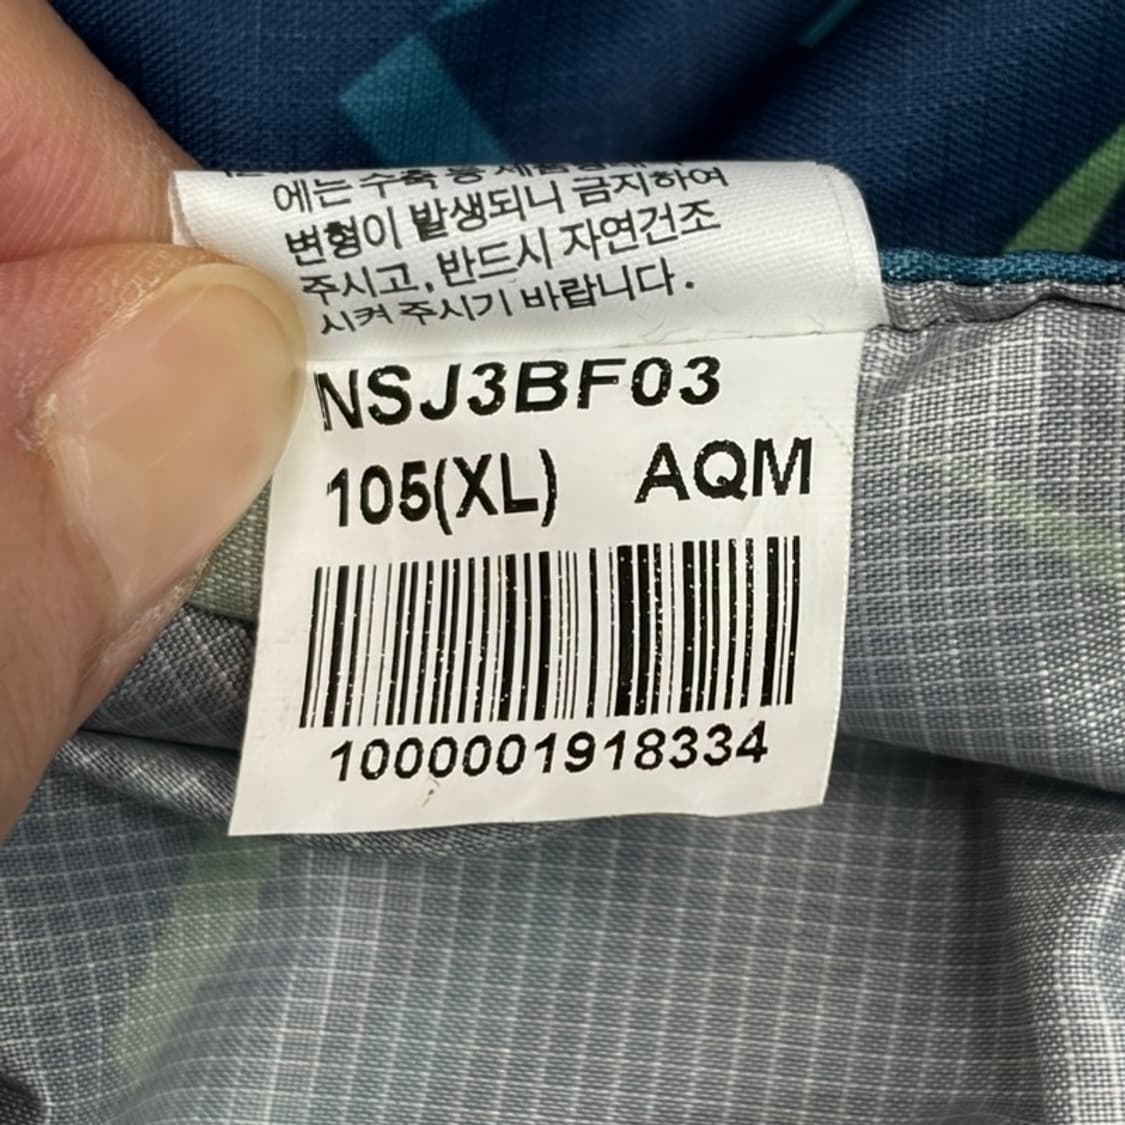 에는 수축 등 제품형태의
변형이 발생되니 금지하여
주시고, 반드시 자연건조
시켜 주시기 바랍니다.
NSJ3BF03
105(XL) AQM
1000001918334